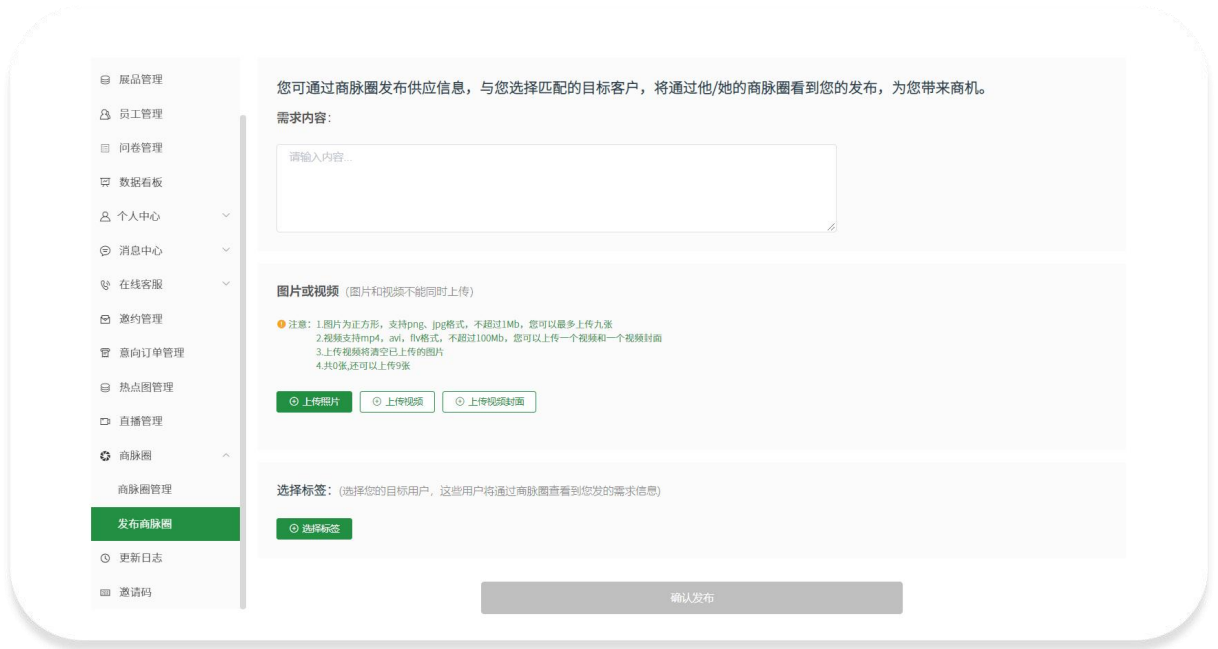 展品管理
员工管理
问卷管理
数据看板
个人中心
消息中心
在线客服
邀约管理
意向订单管理
热点图管理
直播管理
商脉圈
商脉圈管理
发布商脉圈
更新日志
邀请码
您可通过商脉圈发布供应信息，与您选择匹配的目标客户，将通过他/她的商脉圈看到您的发布，为您带来商机。
需求内容：
请输入内容...
图片或视频（图片和视频不能同时上传）
注意：1.图片为正方形，支持png、jpg格式，不超过1Mb，您可以最多上传九张
2.视频支持mp4，avi，flv格式，不超过100Mb，您可以上传一个视频和一个视频封面
3.上传视频将清空已上传的图片
4.共0张,还可以上传9张
上传照片 上传视频 上传视频封面
选择标签：(选择您的目标用户，这些用户将通过商脉圈查看到您发的需求信息)
选择标签
确认发布